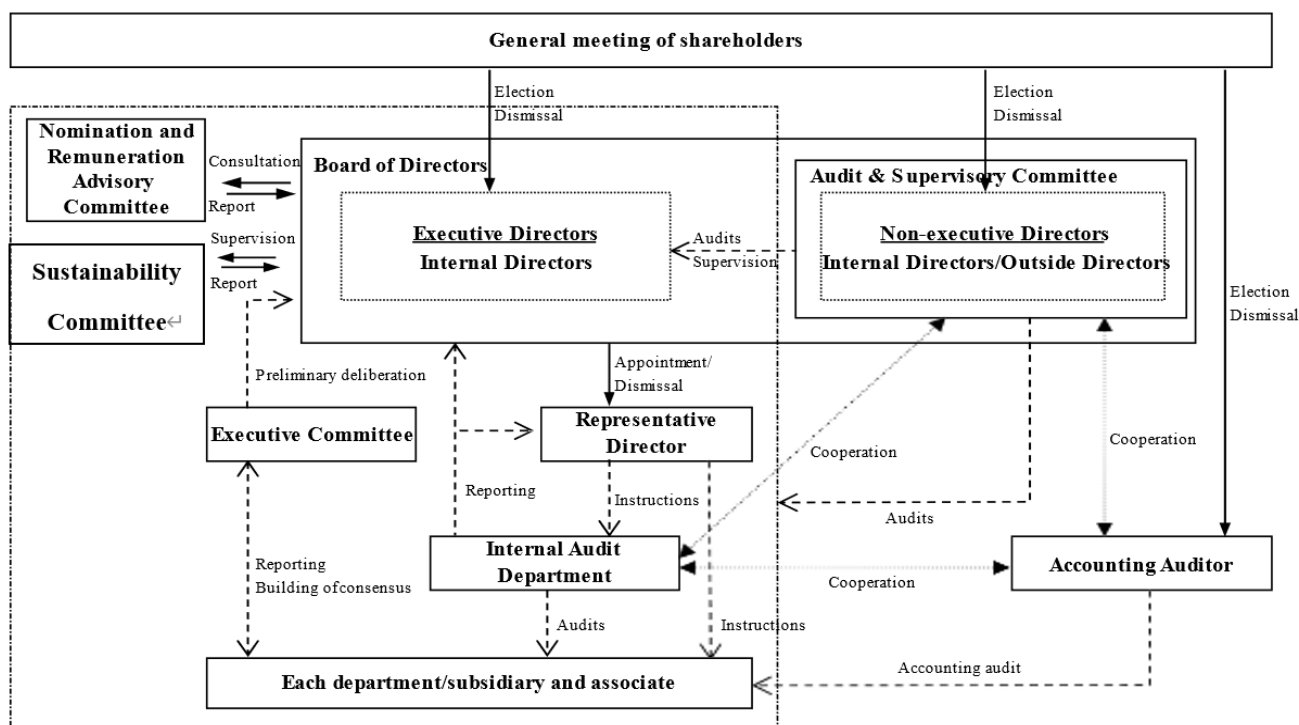 General meeting of shareholders
Election
Dismissal
Election
Dismissal
Nomination and
Remuneration
Advisory
Committee
Consultation
Report
Board of Directors
Audit & Supervisory Committee
Executive Directors
Internal Directors
Audits
Supervision
Non-executive Directors
Internal Directors/Outside Directors
Supervision
Report
Sustainability
Committee↵
Election
Dismissal
Preliminary deliberation
Appointment/
Dismissal
Executive Committee
Representative
Director
Cooperation
Cooperation
Reporting
Instructions
Audits
Internal Audit
Department
Accounting Auditor
Reporting
Building ofconsensus
Cooperation
Audits
Instructions
Accounting audit
Each department/subsidiary and associate